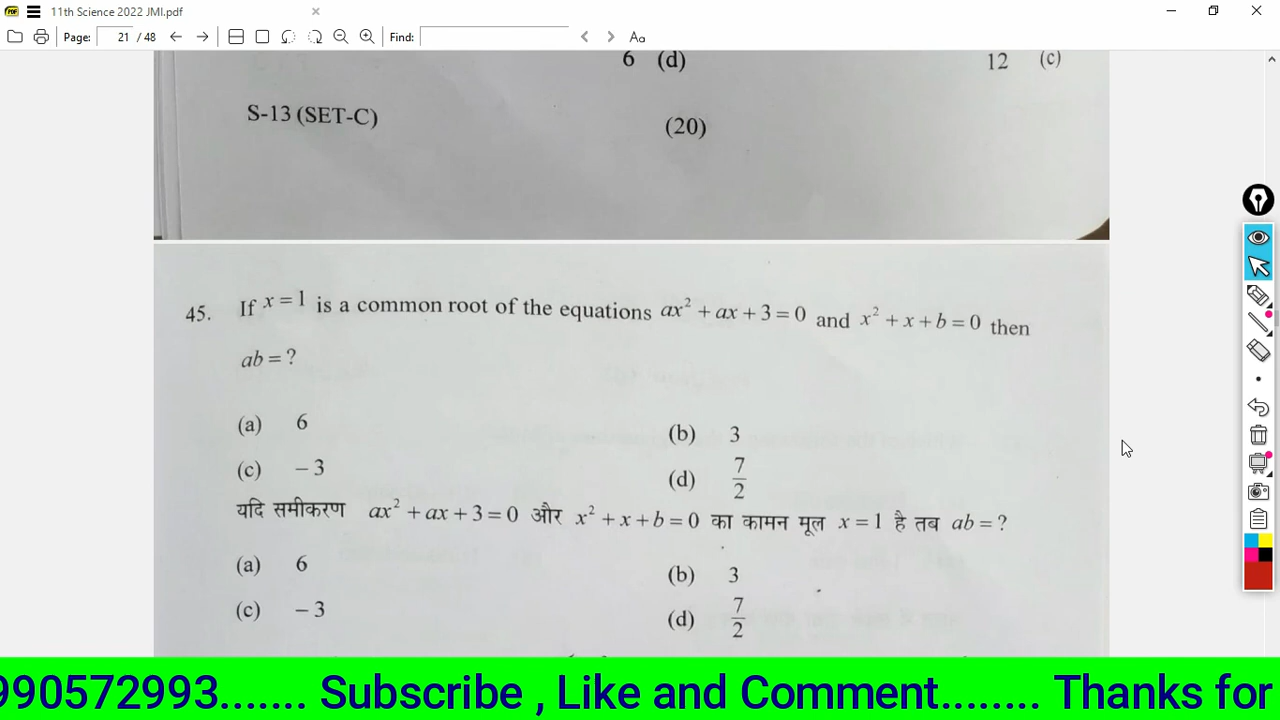 11th Science 2022 JMI.pdf
Page: 21 / 48 Find: Aa
6 (d) 12 (c)
S-13 (SET-C) (20)
45. If x = 1 is a common root of the equations ax² + ax + 3 = 0 and x² + x + b = 0 then
ab = ?
(a) 6 (b) 3
(c) – 3 (d) 7/2
यदि समीकरण ax² + ax + 3 = 0 और x² + x + b = 0 का कामन मूल x = 1 है तब ab = ?
(a) 6 (b) 3
(c) – 3 (d) 7/2
990572993....... Subscribe , Like and Comment........ Thanks for